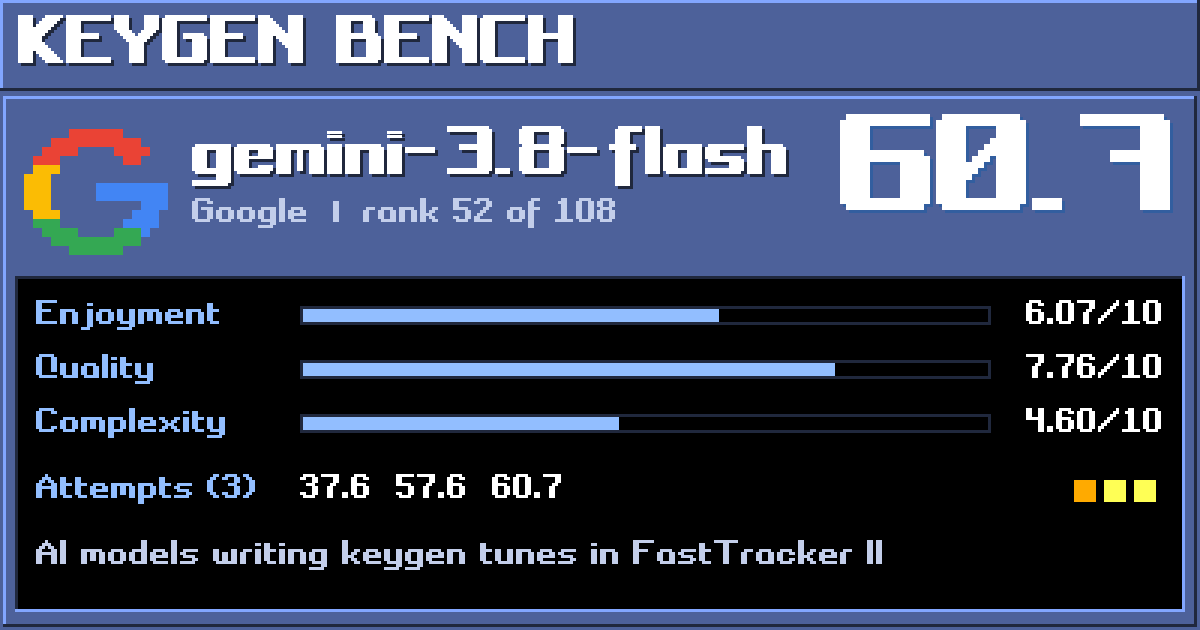 KEYGEN BENCH
gemini-3.8-flash
60.7
Google | rank 52 of 108
Enjoyment 6.07/10
Quality 7.76/10
Complexity 4.60/10
Attempts (3) 37.6 57.6 60.7
AI models writing keygen tunes in FastTracker II